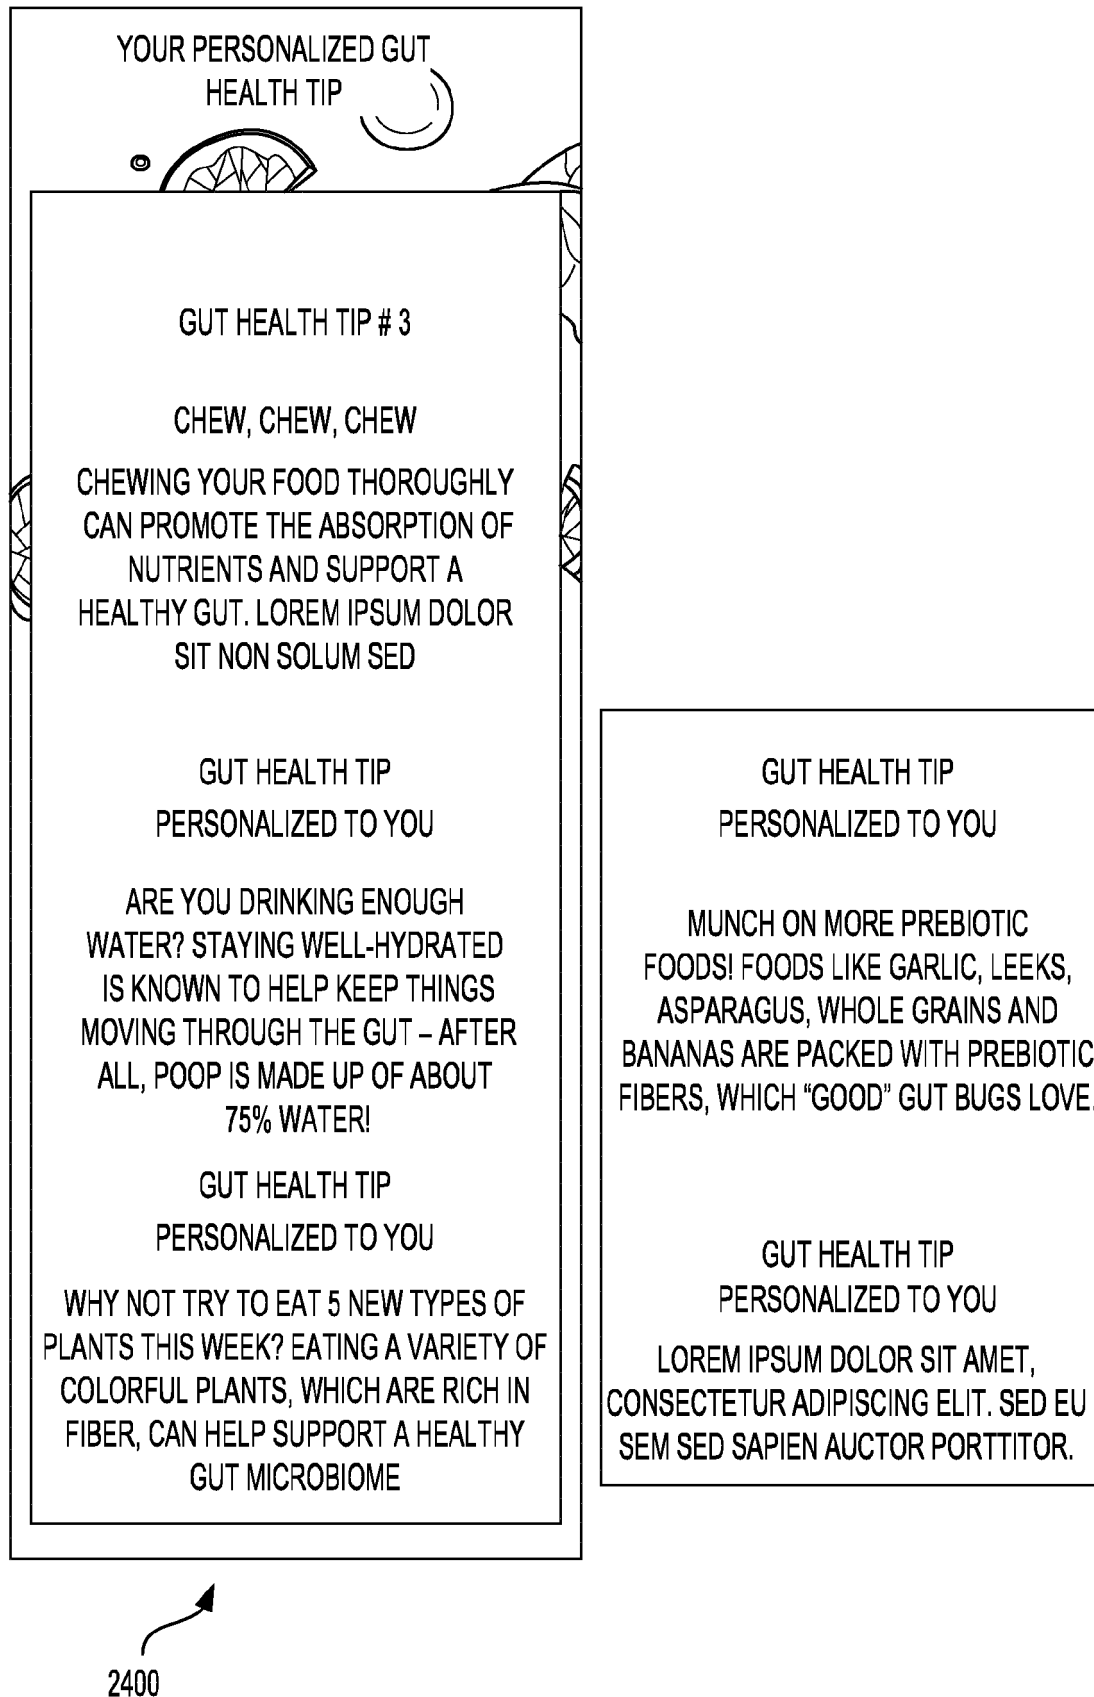 YOUR PERSONALIZED GUT
HEALTH TIP
GUT HEALTH TIP # 3
CHEW, CHEW, CHEW
CHEWING YOUR FOOD THOROUGHLY
CAN PROMOTE THE ABSORPTION OF
NUTRIENTS AND SUPPORT A
HEALTHY GUT. LOREM IPSUM DOLOR
SIT NON SOLUM SED
GUT HEALTH TIP
PERSONALIZED TO YOU
ARE YOU DRINKING ENOUGH
WATER? STAYING WELL-HYDRATED
IS KNOWN TO HELP KEEP THINGS
MOVING THROUGH THE GUT – AFTER
ALL, POOP IS MADE UP OF ABOUT
75% WATER!
GUT HEALTH TIP
PERSONALIZED TO YOU
WHY NOT TRY TO EAT 5 NEW TYPES OF
PLANTS THIS WEEK? EATING A VARIETY OF
COLORFUL PLANTS, WHICH ARE RICH IN
FIBER, CAN HELP SUPPORT A HEALTHY
GUT MICROBIOME
GUT HEALTH TIP
PERSONALIZED TO YOU
MUNCH ON MORE PREBIOTIC
FOODS! FOODS LIKE GARLIC, LEEKS,
ASPARAGUS, WHOLE GRAINS AND
BANANAS ARE PACKED WITH PREBIOTIC
FIBERS, WHICH “GOOD” GUT BUGS LOVE.
GUT HEALTH TIP
PERSONALIZED TO YOU
LOREM IPSUM DOLOR SIT AMET,
CONSECTETUR ADIPISCING ELIT. SED EU
SEM SED SAPIEN AUCTOR PORTTITOR.
2400